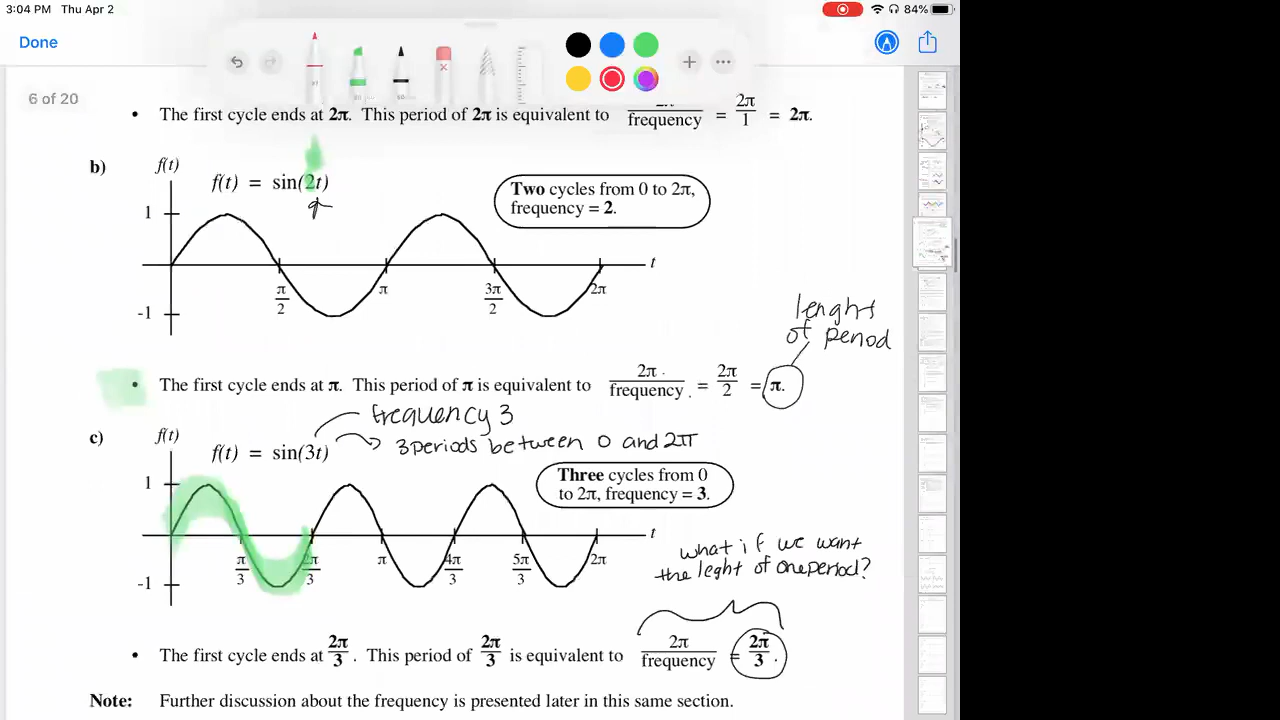 3:04 PM Thu Apr 2
84%
Done
6 of 20
• The first cycle ends at 2π. This period of 2π is equivalent to 2π/frequency = 2π/1 = 2π.
b) f(t)
f(t) = sin(2t)
Two cycles from 0 to 2π,
frequency = 2.
1
t
π/2 π 3π/2 2π
-1
lenght
of period
• The first cycle ends at π. This period of π is equivalent to 2π/frequency = 2π/2 = π.
frequency 3
c) f(t)
3 periods between 0 and 2π
f(t) = sin(3t)
Three cycles from 0
to 2π, frequency = 3.
1
t
π/3 2π/3 π 4π/3 5π/3 2π
-1
what if we want
the leght of one period?
• The first cycle ends at 2π/3. This period of 2π/3 is equivalent to 2π/frequency = 2π/3.
Note: Further discussion about the frequency is presented later in this same section.